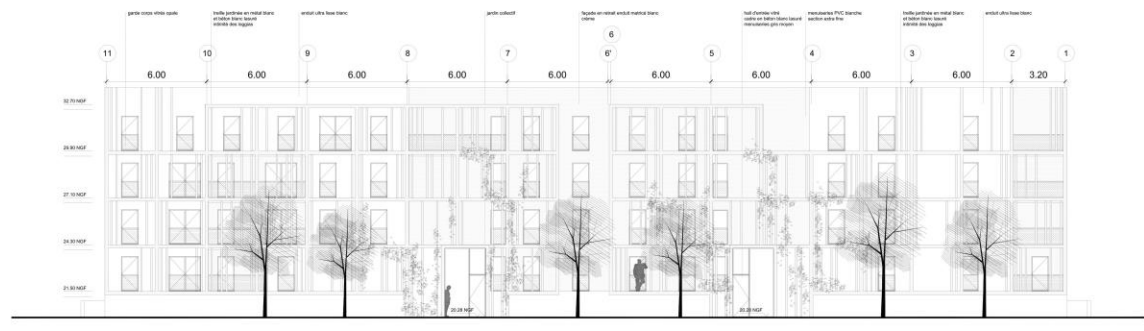 garde corps vitrés opale
treille jardinée en métal blanc
et béton blanc lasuré
intimité des loggias
enduit ultra lisse blanc
jardin collectif
façade en retrait enduit matricé blanc
crème
hall d'entrée vitré
cadre en béton blanc lasuré
menuiseries gris moyen
menuiseries PVC blanche
section extra fine
treille jardinée en métal blanc
et béton blanc lasuré
intimité des loggias
enduit ultra lisse blanc
6
11 10 9 8 7 6' 5 4 3 2 1
6.00 6.00 6.00 6.00 6.00 6.00 6.00 6.00 6.00 3.20
32.70 NGF
29.90 NGF
27.10 NGF
24.30 NGF
21.50 NGF
20.28 NGF 20.28 NGF